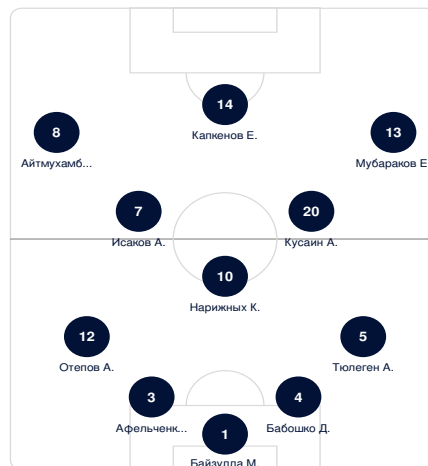 14
Капкенов Е.
8
Айтмухамб...
13
Мубараков Е
7
Исаков А.
20
Кусаин А.
10
Нарижных К.
12
Отепов А.
5
Тюлеген А.
3
Афельченк...
4
Бабошко Д.
1
Байзулла М.